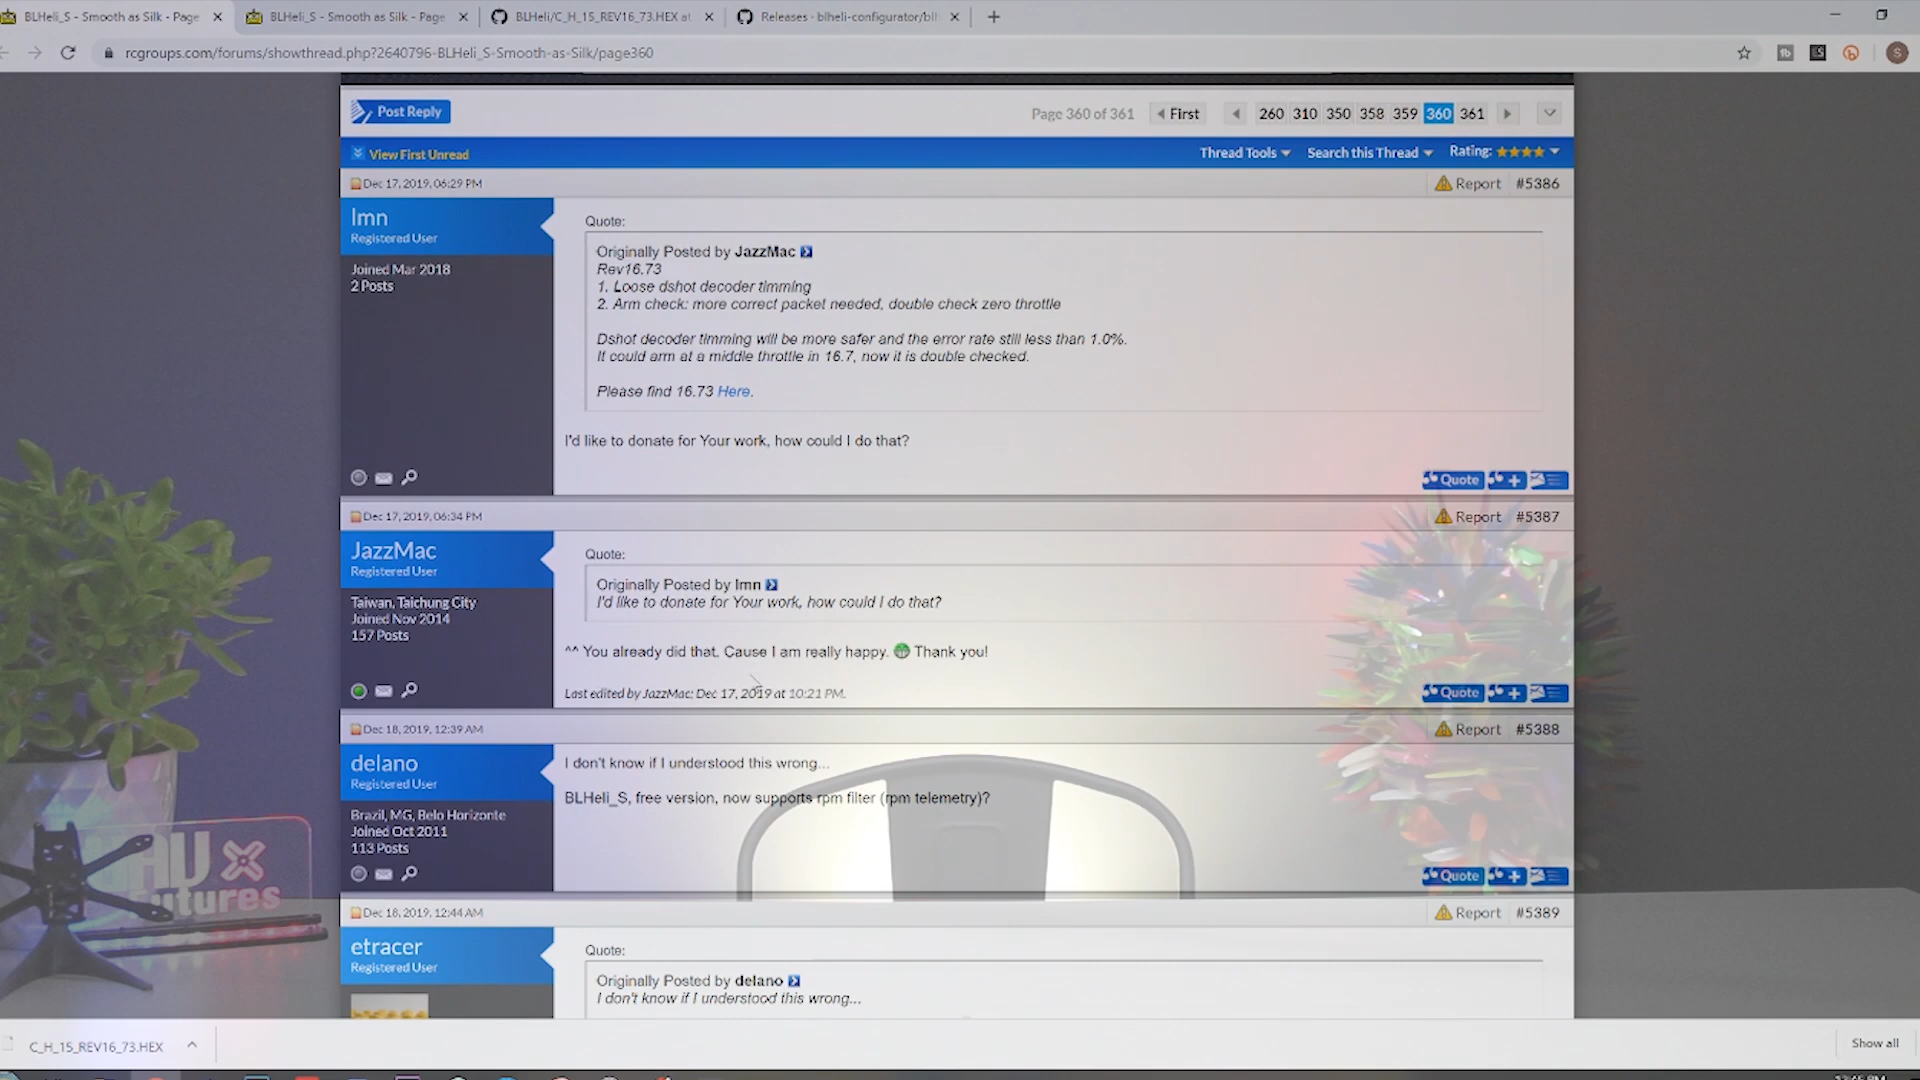 BLHeli_S - Smooth as Silk - Page
BLHeli_S - Smooth as Silk - Page
BLHeli/C_H_15_REV16_73.HEX at
Releases · blheli-configurator/bl
rcgroups.com/forums/showthread.php?2640796-BLHeli_S-Smooth-as-Silk/page360
Post Reply
Page 360 of 361
First
260 310 350 358 359 360 361
View First Unread
Thread Tools
Search this Thread
Rating:
Dec 17, 2019, 06:29 PM
Report #5386
lmn
Registered User
Joined Mar 2018
2 Posts
Quote:
Originally Posted by JazzMac
Rev16.73
1. Loose dshot decoder timming
2. Arm check: more correct packet needed, double check zero throttle
Dshot decoder timming will be more safer and the error rate still less than 1.0%.
It could arm at a middle throttle in 16.7, now it is double checked.
Please find 16.73 Here.
I'd like to donate for Your work, how could I do that?
Quote
Dec 17, 2019, 06:34 PM
Report #5387
JazzMac
Registered User
Taiwan, Taichung City
Joined Nov 2014
157 Posts
Quote:
Originally Posted by lmn
I'd like to donate for Your work, how could I do that?
^^ You already did that. Cause I am really happy. Thank you!
Last edited by JazzMac; Dec 17, 2019 at 10:21 PM.
Quote
Dec 18, 2019, 12:39 AM
Report #5388
delano
Registered User
Brazil, MG, Belo Horizonte
Joined Oct 2011
113 Posts
I don't know if I understood this wrong...
BLHeli_S, free version, now supports rpm filter (rpm telemetry)?
Quote
Dec 18, 2019, 12:44 AM
Report #5389
etracer
Registered User
Quote:
Originally Posted by delano
I don't know if I understood this wrong...
futures
C_H_15_REV16_73.HEX
Show all